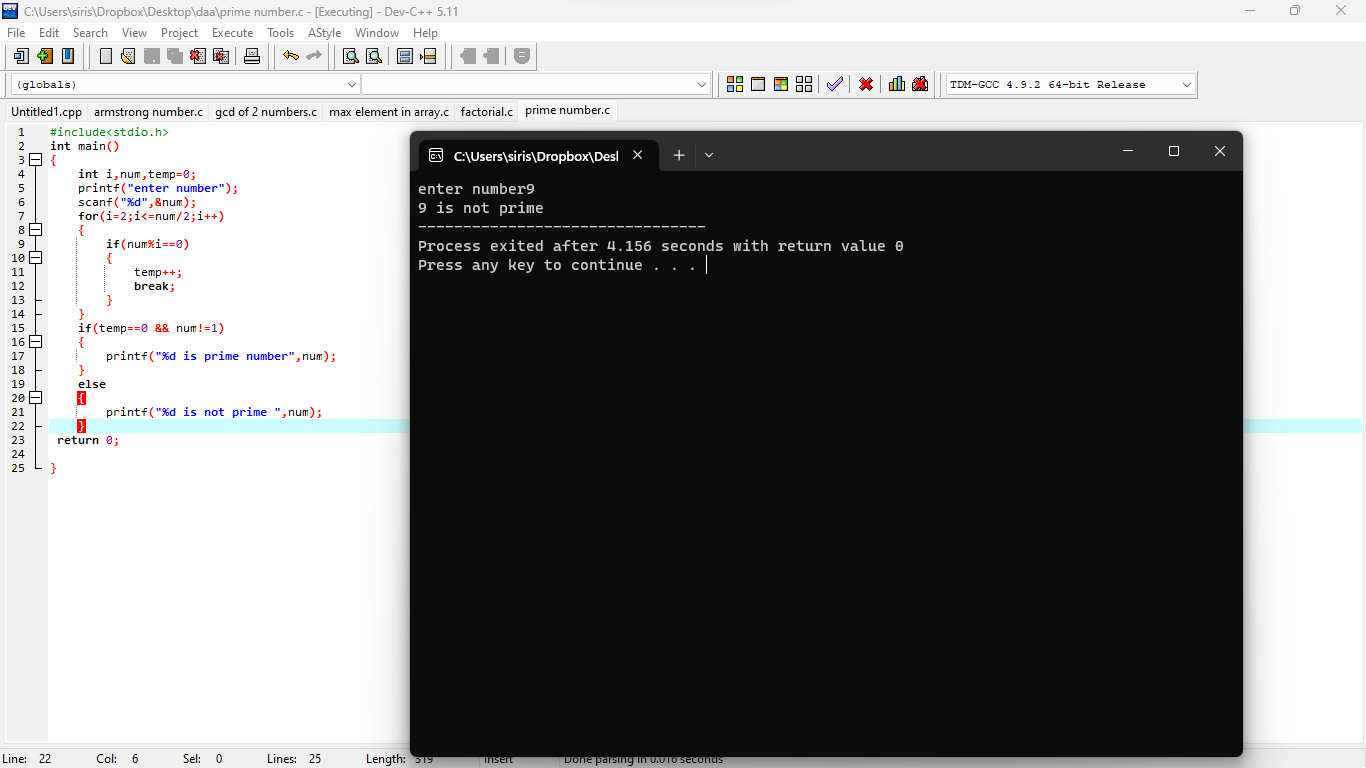 C:\Users\siris\Dropbox\Desktop\daa\prime number.c - [Executing] - Dev-C++ 5.11
File Edit Search View Project Execute Tools AStyle Window Help
(globals)
TDM-GCC 4.9.2 64-bit Release
Untitled1.cpp armstrong number.c gcd of 2 numbers.c max element in array.c factorial.c prime number.c
1 #include<stdio.h>
2 int main()
3 {
4 int i,num,temp=0;
5 printf("enter number");
6 scanf("%d",&num);
7 for(i=2;i<=num/2;i++)
8 {
9 if(num%i==0)
10 {
11 temp++;
12 break;
13 }
14 }
15 if(temp==0 && num!=1)
16 {
17 printf("%d is prime number",num);
18 }
19 else
20 {
21 printf("%d is not prime ",num);
22 }
23 return 0;
24
25 }
C:\Users\siris\Dropbox\Desl
enter number9
9 is not prime
--------------------------------
Process exited after 4.156 seconds with return value 0
Press any key to continue . . .
Line: 22 Col: 6 Sel: 0 Lines: 25 Length: 319 Insert Done parsing in 0.016 seconds